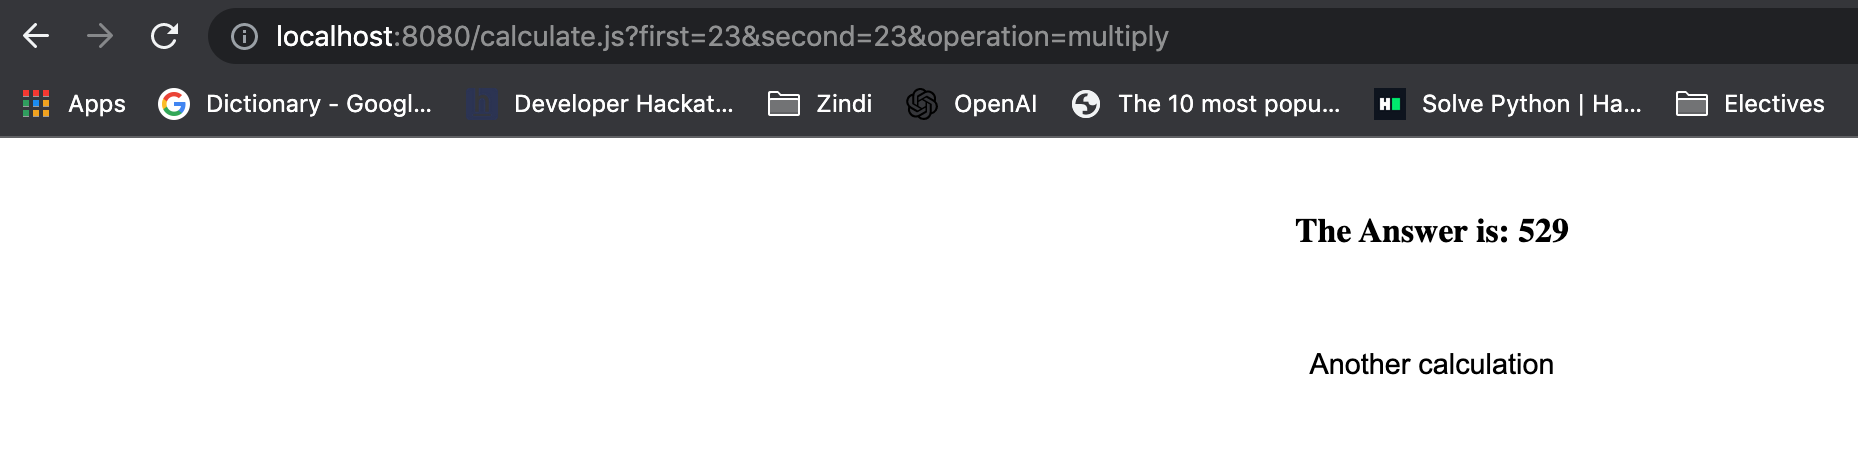 localhost:8080/calculate.js?first=23&second=23&operation=multiply
Apps Dictionary - Googl... Developer Hackat... Zindi OpenAI The 10 most popu... H Solve Python | Ha... Electives
The Answer is: 529
Another calculation